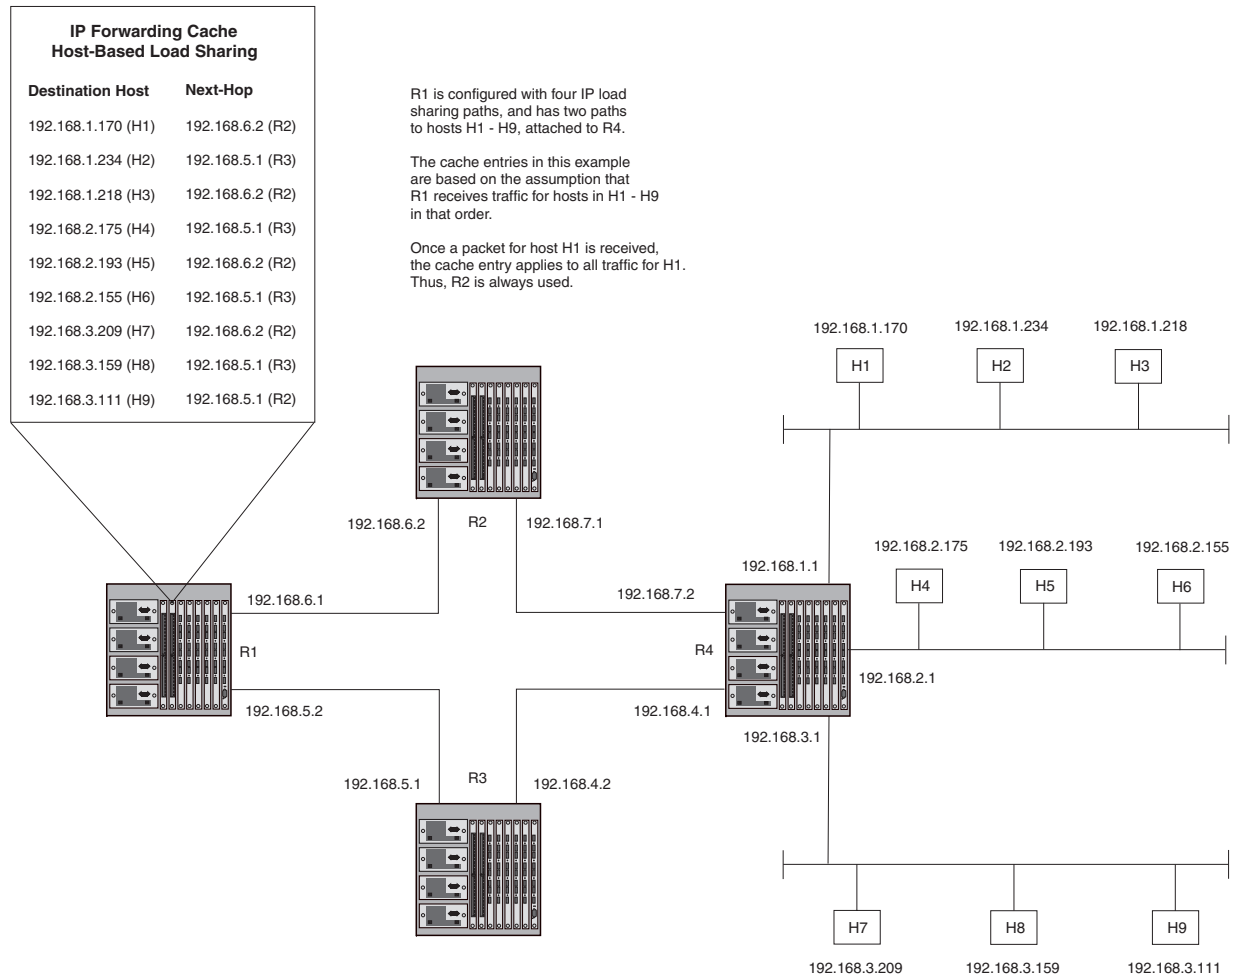 IP Forwarding Cache
Host-Based Load Sharing
Destination Host Next-Hop
192.168.1.170 (H1) 192.168.6.2 (R2)
192.168.1.234 (H2) 192.168.5.1 (R3)
192.168.1.218 (H3) 192.168.6.2 (R2)
192.168.2.175 (H4) 192.168.5.1 (R3)
192.168.2.193 (H5) 192.168.6.2 (R2)
192.168.2.155 (H6) 192.168.5.1 (R3)
192.168.3.209 (H7) 192.168.6.2 (R2)
192.168.3.159 (H8) 192.168.5.1 (R3)
192.168.3.111 (H9) 192.168.5.1 (R2)
R1 is configured with four IP load
sharing paths, and has two paths
to hosts H1 - H9, attached to R4.
The cache entries in this example
are based on the assumption that
R1 receives traffic for hosts in H1 - H9
in that order.
Once a packet for host H1 is received,
the cache entry applies to all traffic for H1.
Thus, R2 is always used.
192.168.1.170 192.168.1.234 192.168.1.218
H1 H2 H3
192.168.6.2 R2 192.168.7.1
192.168.2.175 192.168.2.193 192.168.2.155
192.168.1.1
H4 H5 H6
192.168.6.1 192.168.7.2
R1 R4
192.168.2.1
192.168.5.2 192.168.4.1
192.168.3.1
192.168.5.1 R3 192.168.4.2
H7 H8 H9
192.168.3.209 192.168.3.159 192.168.3.111